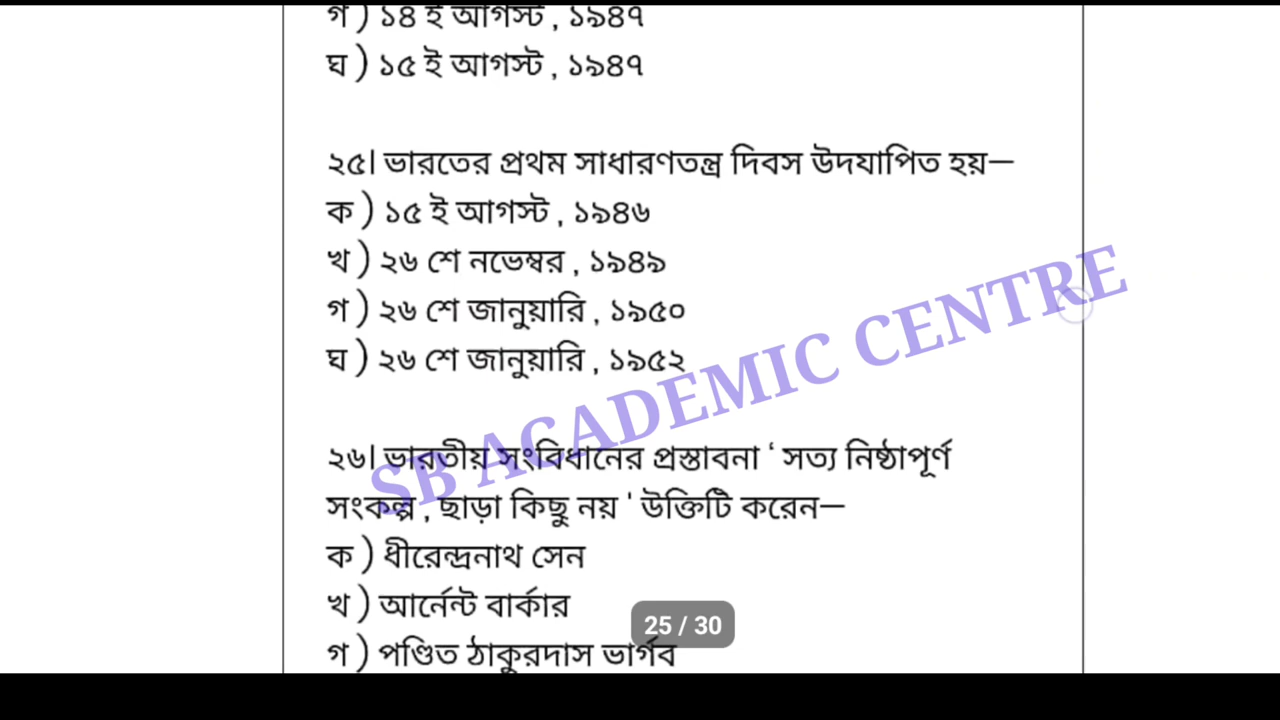 গ ) ১৪ ই আগস্ট , ১৯৪৭
ঘ ) ১৫ ই আগস্ট , ১৯৪৭
২৫। ভারতের প্রথম সাধারণতন্ত্র দিবস উদযাপিত হয়—
ক ) ১৫ ই আগস্ট , ১৯৪৬
খ ) ২৬ শে নভেম্বর , ১৯৪৯
গ ) ২৬ শে জানুয়ারি , ১৯৫০
ঘ ) ২৬ শে জানুয়ারি , ১৯৫২
SB ACADEMIC CENTRE
২৬। ভারতীয় সংবিধানের প্রস্তাবনা ‘ সত্য নিষ্ঠাপূর্ণ
সংকল্প , ছাড়া কিছু নয় ' উক্তিটি করেন—
ক ) ধীরেন্দ্রনাথ সেন
খ ) আর্নেন্ট বার্কার
25 / 30
গ ) পণ্ডিত ঠাকুরদাস ভার্গব